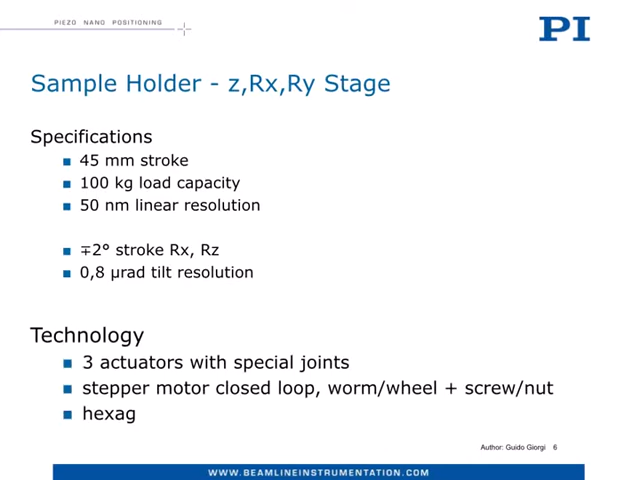 PIEZO NANO POSITIONING
PI
Sample Holder - z,Rx,Ry Stage
Specifications
45 mm stroke
100 kg load capacity
50 nm linear resolution
∓2° stroke Rx, Rz
0,8 µrad tilt resolution
Technology
3 actuators with special joints
stepper motor closed loop, worm/wheel + screw/nut
hexag
Author: Guido Giorgi 6
WWW.BEAMLINEINSTRUMENTATION.COM